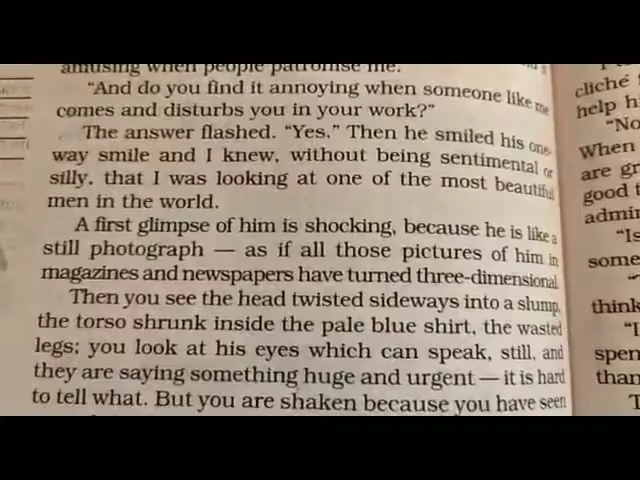 amusing when people patronise me.
"And do you find it annoying when someone like me
comes and disturbs you in your work?"
The answer flashed. "Yes." Then he smiled his one-
way smile and I knew, without being sentimental or
silly, that I was looking at one of the most beautiful
men in the world.
A first glimpse of him is shocking, because he is like a
still photograph — as if all those pictures of him in
magazines and newspapers have turned three-dimensional.
Then you see the head twisted sideways into a slump,
the torso shrunk inside the pale blue shirt, the wasted
legs; you look at his eyes which can speak, still, and
they are saying something huge and urgent — it is hard
to tell what. But you are shaken because you have seen
cliché
help h
"No
When
are gr
good t
admir
"Is
some
think
"I
spen
than
T